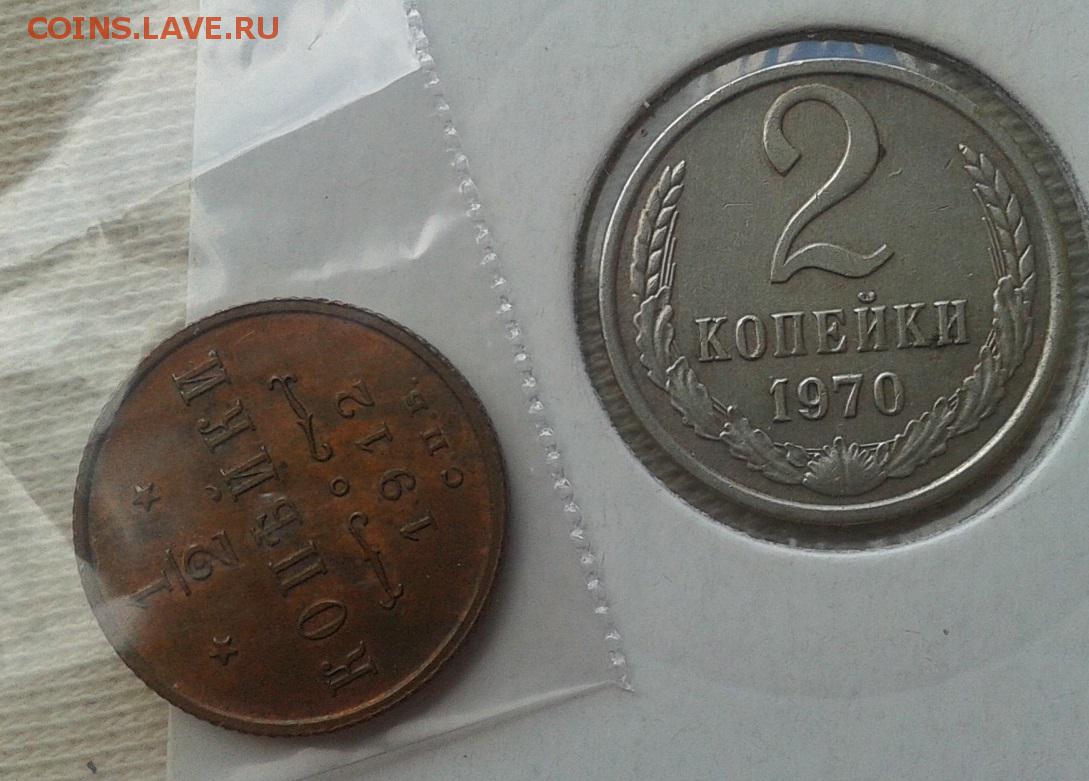 COINS.LAVE.RU
2
КОПЕЙКИ
1970
1/2
КОПѢЙКИ
1912
С.П.Б.